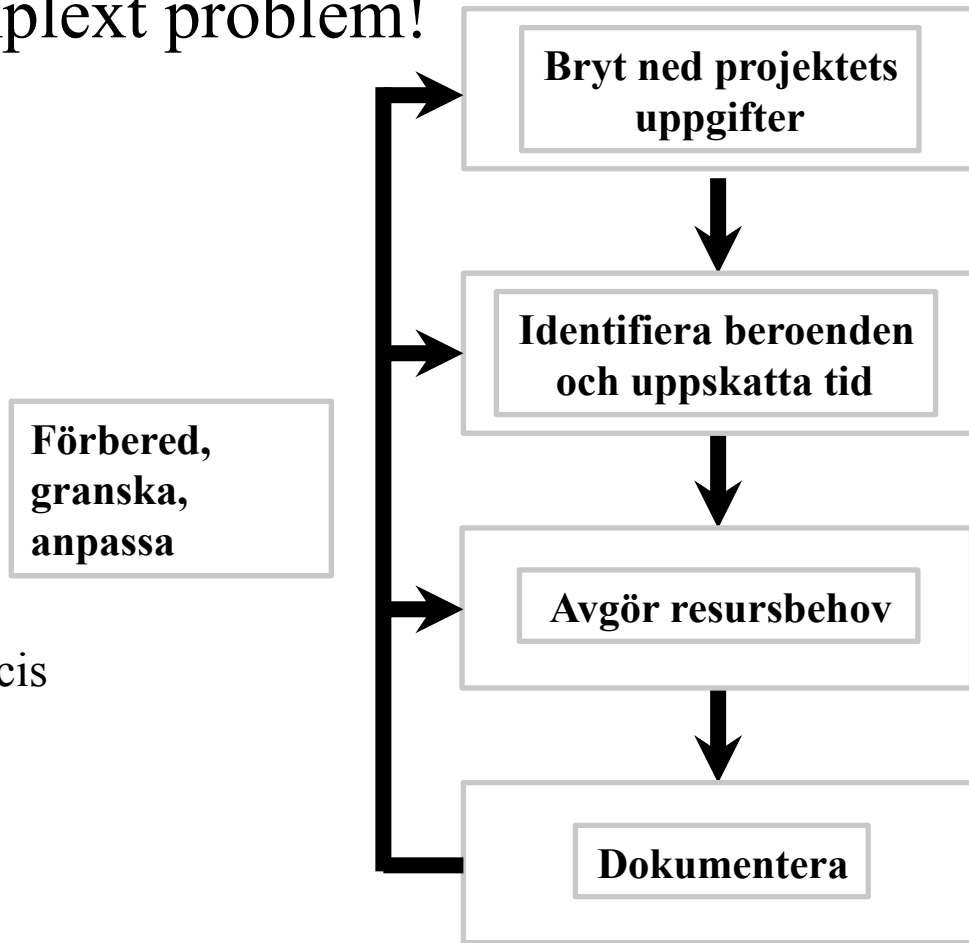 plext problem!
Bryt ned projektets
uppgifter
Identifiera beroenden
och uppskatta tid
Förbered,
granska,
anpassa
Avgör resursbehov
cis
Dokumentera